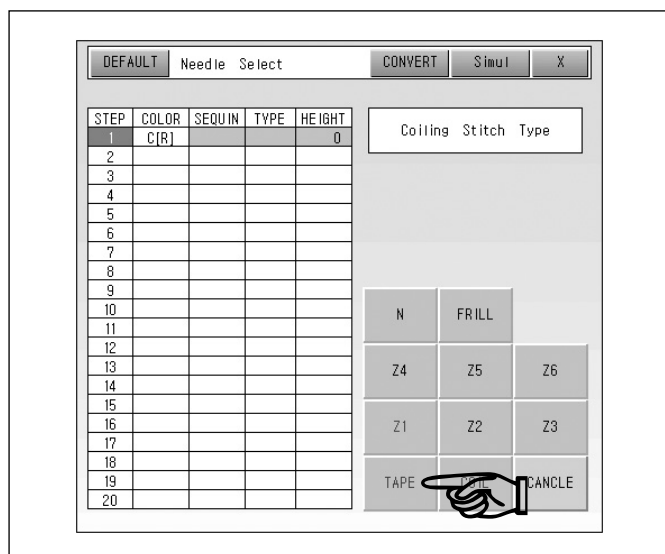 DEFAULT Needle Select CONVERT Simul X
STEP COLOR SEQUIN TYPE HEIGHT
1 C[R] 0
Coiling Stitch Type
2
3
4
5
6
7
8
9
10
11
12
13
14
15
16
17
18
19
20
N FRILL
Z4 Z5 Z6
Z1 Z2 Z3
TAPE COIL CANCLE